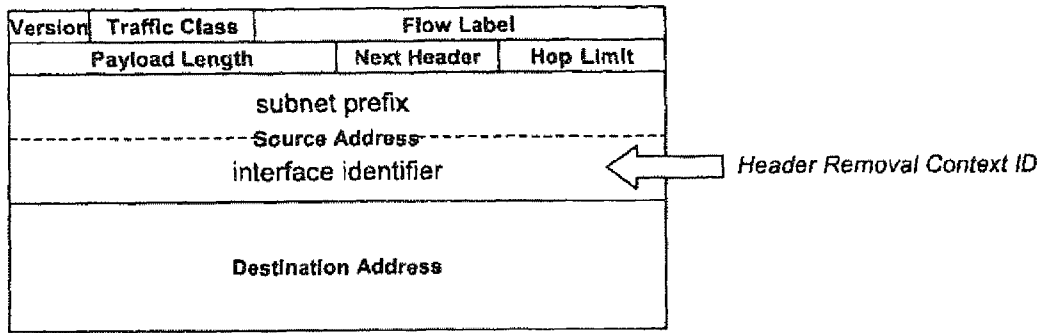 Version Traffic Class Flow Label
Payload Length Next Header Hop Limit
subnet prefix
Source Address
interface identifier
Header Removal Context ID
Destination Address